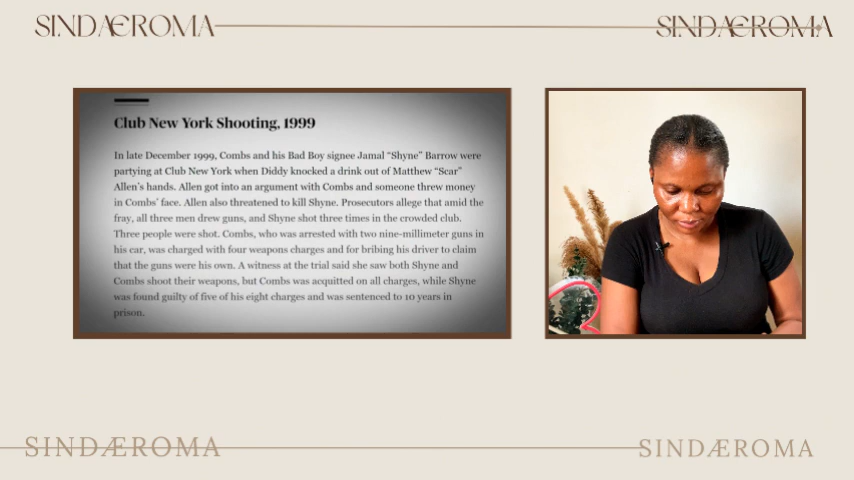 SINDÆROMA
SINDÆROMA
Club New York Shooting, 1999
In late December 1999, Combs and his Bad Boy signee Jamal “Shyne” Barrow were
partying at Club New York when Diddy knocked a drink out of Matthew “Scar”
Allen’s hands. Allen got into an argument with Combs and someone threw money
in Combs’ face. Allen also threatened to kill Shyne. Prosecutors allege that amid the
fray, all three men drew guns, and Shyne shot three times in the crowded club.
Three people were shot. Combs, who was arrested with two nine-millimeter guns in
his car, was charged with four weapons charges and for bribing his driver to claim
that the guns were his own. A witness at the trial said she saw both Shyne and
Combs shoot their weapons, but Combs was acquitted on all charges, while Shyne
was found guilty of five of his eight charges and was sentenced to 10 years in
prison.
SINDÆROMA
SINDÆROMA